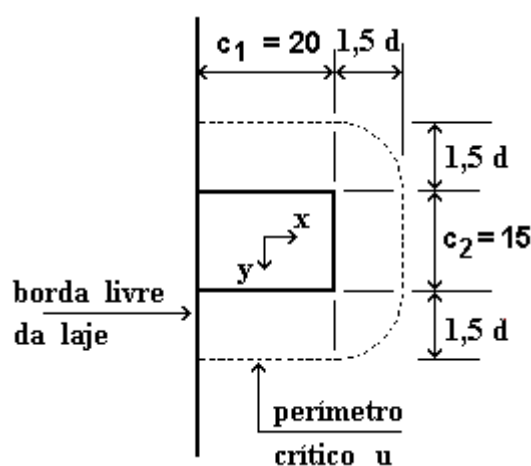 c1 = 20
1,5 d
1,5 d
x
y
c2 = 15
borda livre
da laje
1,5 d
perímetro
crítico u